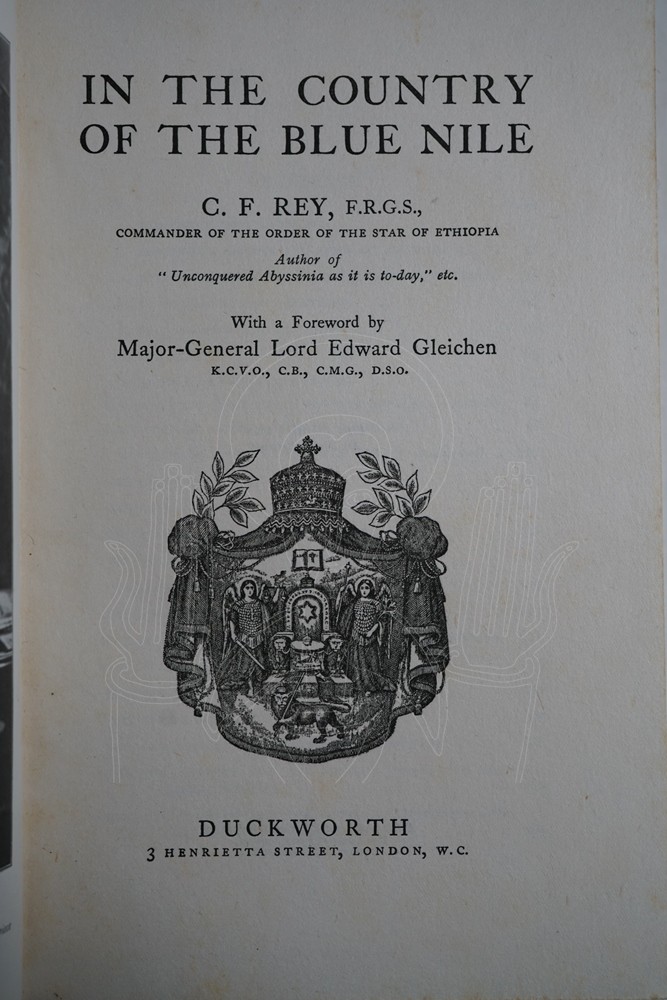 IN THE COUNTRY
OF THE BLUE NILE
C. F. REY, F.R.G.S.,
COMMANDER OF THE ORDER OF THE STAR OF ETHIOPIA
Author of
“ Unconquered Abyssinia as it is to-day,” etc.
With a Foreword by
Major-General Lord Edward Gleichen
K.C.V.O., C.B., C.M.G., D.S.O.
DUCKWORTH
3 HENRIETTA STREET, LONDON, W.C.